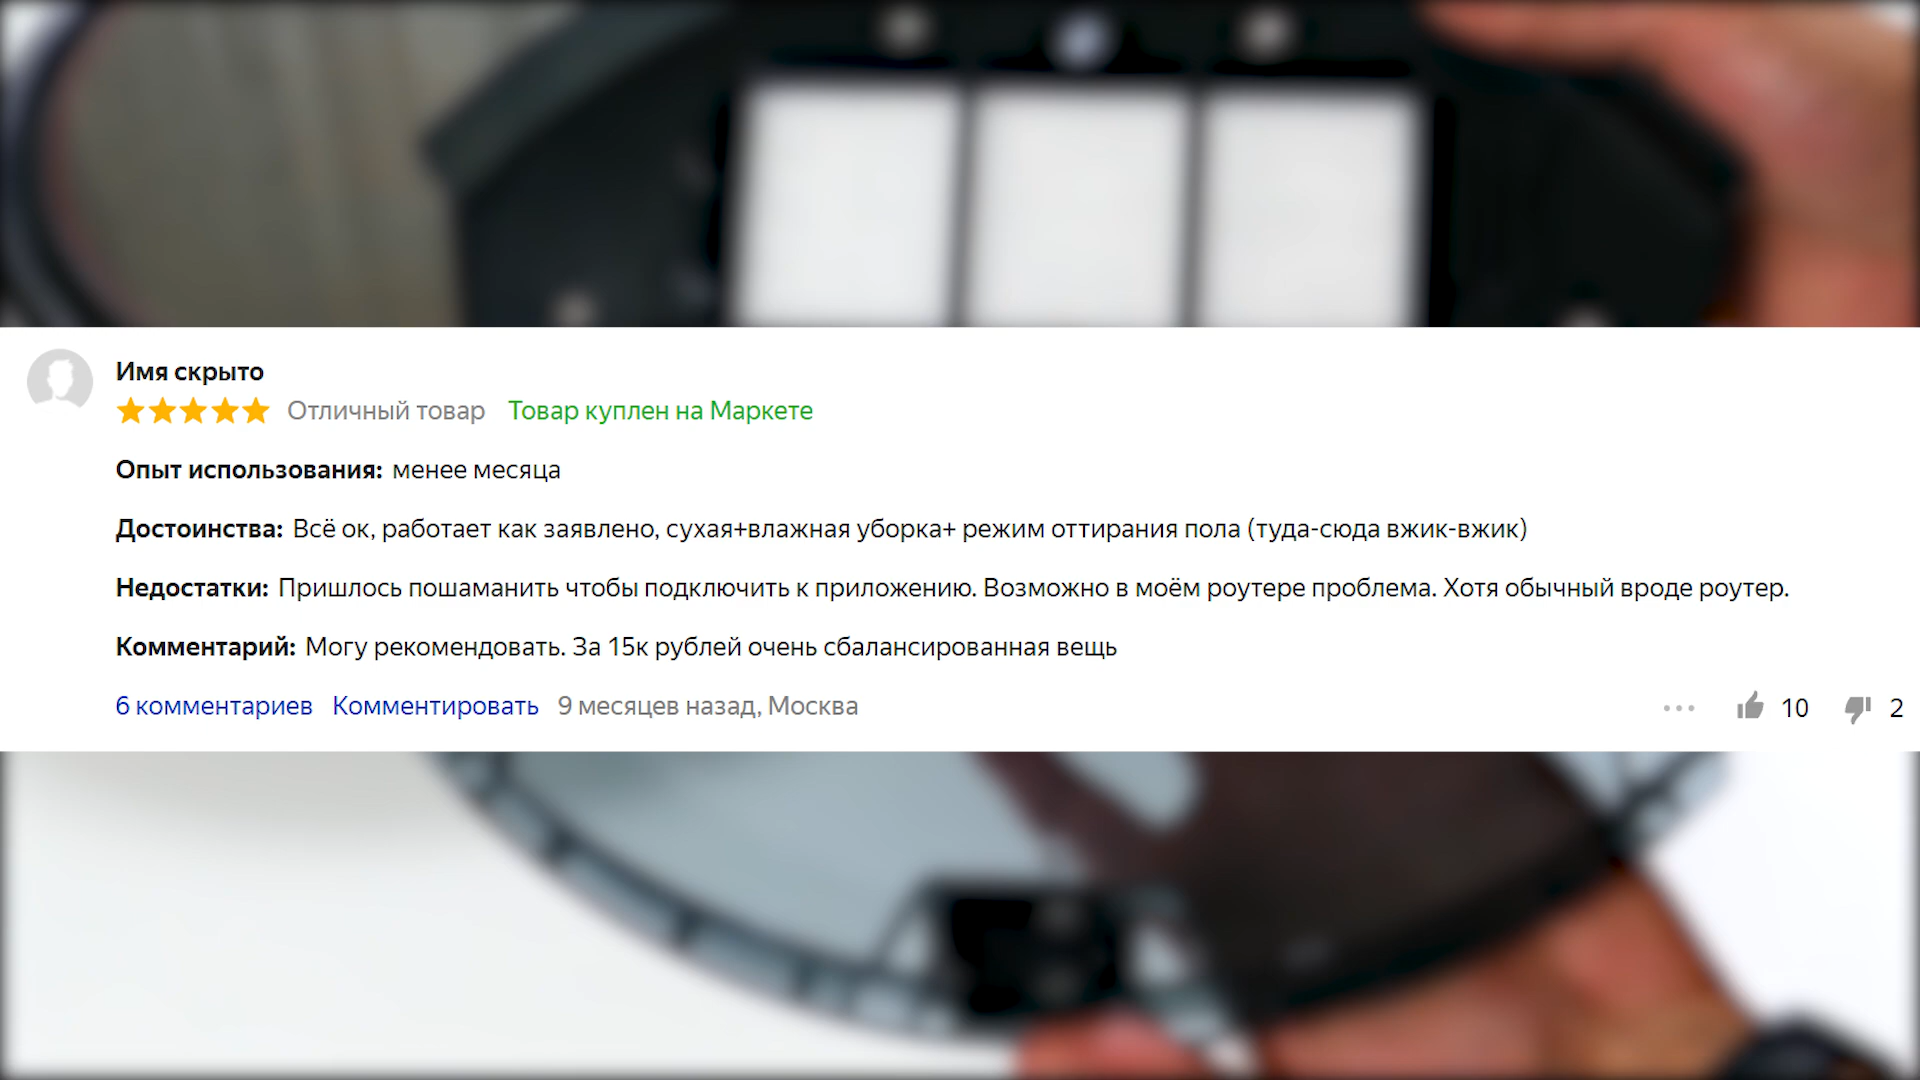 Имя скрыто
Отличный товар Товар куплен на Маркете
Опыт использования: менее месяца
Достоинства: Всё ок, работает как заявлено, сухая+влажная уборка+ режим оттирания пола (туда-сюда вжик-вжик)
Недостатки: Пришлось пошаманить чтобы подключить к приложению. Возможно в моём роутере проблема. Хотя обычный вроде роутер.
Комментарий: Могу рекомендовать. За 15к рублей очень сбалансированная вещь
6 комментариев Комментировать 9 месяцев назад, Москва ... 10 2